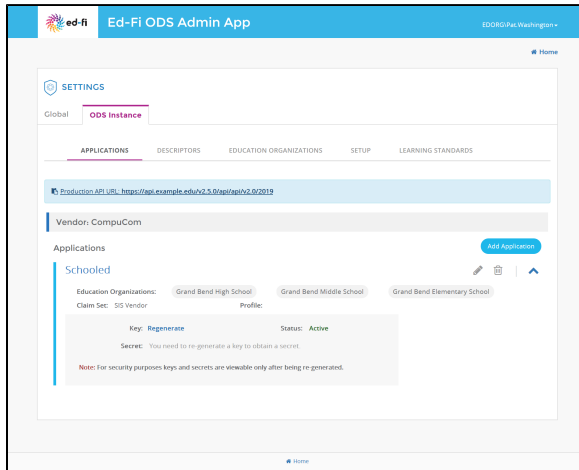 ed-fi Ed-Fi ODS Admin App EDORG\Pat.Washington
Home
SETTINGS
Global ODS Instance
APPLICATIONS DESCRIPTORS EDUCATION ORGANIZATIONS SETUP LEARNING STANDARDS
Production API URL: https://api.example.edu/v2.5.0/api/api/v2.0/2019
Vendor: CompuCom
Applications Add Application
Schooled
Education Organizations: Grand Bend High School Grand Bend Middle School Grand Bend Elementary School
Claim Set: SIS Vendor Profile:
Key: Regenerate Status: Active
Secret: You need to re-generate a key to obtain a secret.
Note: For security purposes keys and secrets are viewable only after being re-generated.
Home